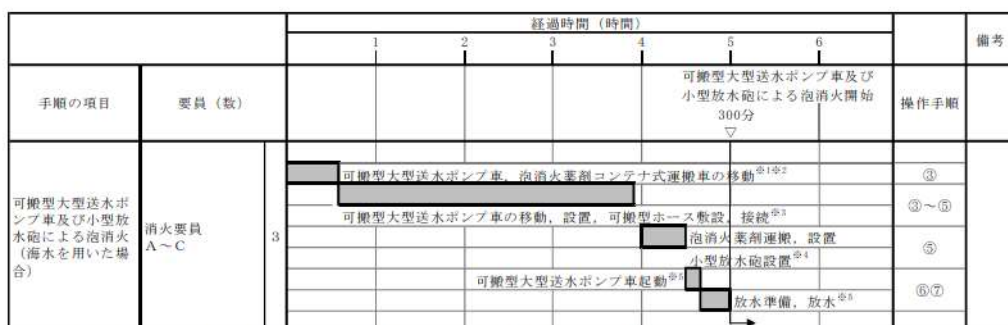 経過時間（時間）
備考
1 2 3 4 5 6
手順の項目
要員（数）
可搬型大型送水ポンプ車及び
小型放水砲による泡消火開始
300分
▽
操作手順
可搬型大型送水ポ
ンプ車及び小型放
水砲による泡消火
（海水を用いた場
合）
消火要員
A～C
3
可搬型大型送水ポンプ車，泡消火薬剤コンテナ式運搬車の移動※1※2
③
可搬型大型送水ポンプ車の移動，設置，可搬型ホース敷設，接続※3
③～⑤
泡消火薬剤運搬，設置
小型放水砲設置※4
⑤
可搬型大型送水ポンプ車起動※5
放水準備，放水※5
⑥⑦